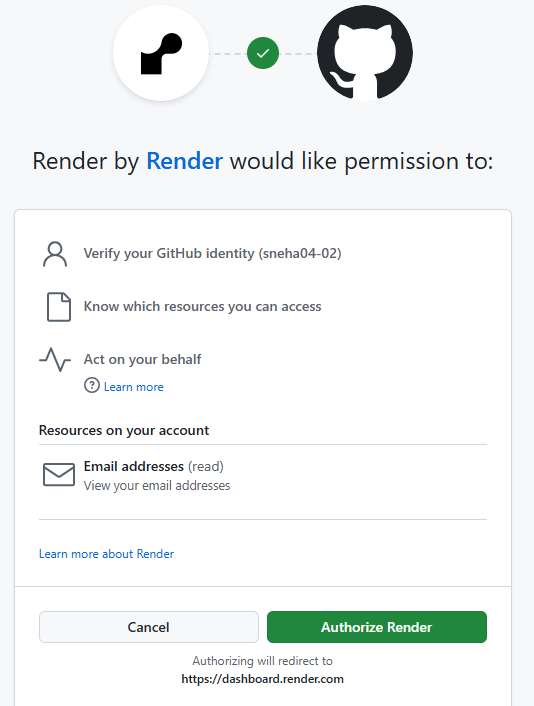 Render by Render would like permission to:
Verify your GitHub identity (sneha04-02)
Know which resources you can access
Act on your behalf
Learn more
Resources on your account
Email addresses (read)
View your email addresses
Learn more about Render
Cancel
Authorize Render
Authorizing will redirect to
https://dashboard.render.com